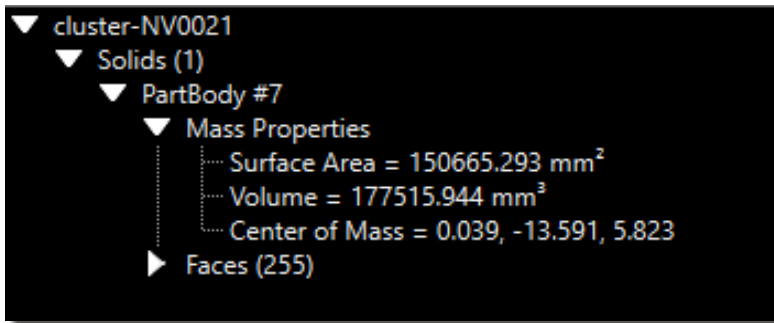 cluster-NV0021
Solids (1)
PartBody #7
Mass Properties
Surface Area = 150665.293 mm²
Volume = 177515.944 mm³
Center of Mass = 0.039, -13.591, 5.823
Faces (255)